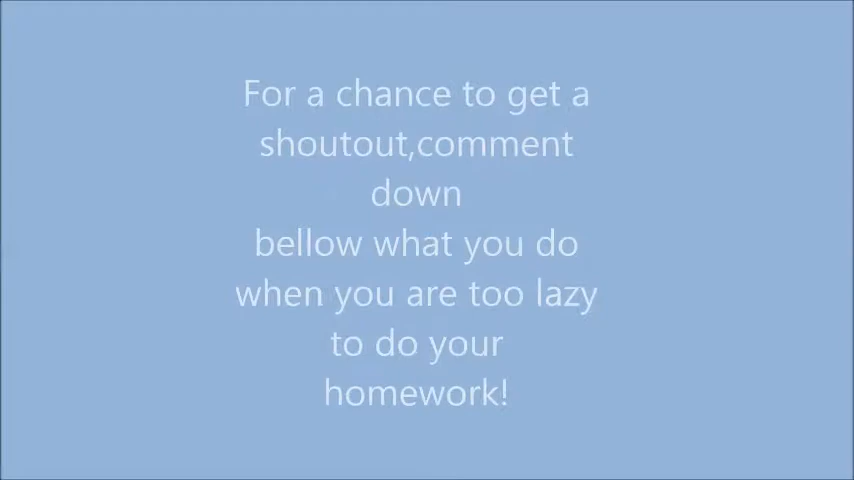 For a chance to get a
shoutout,comment
down
bellow what you do
when you are too lazy
to do your
homework!